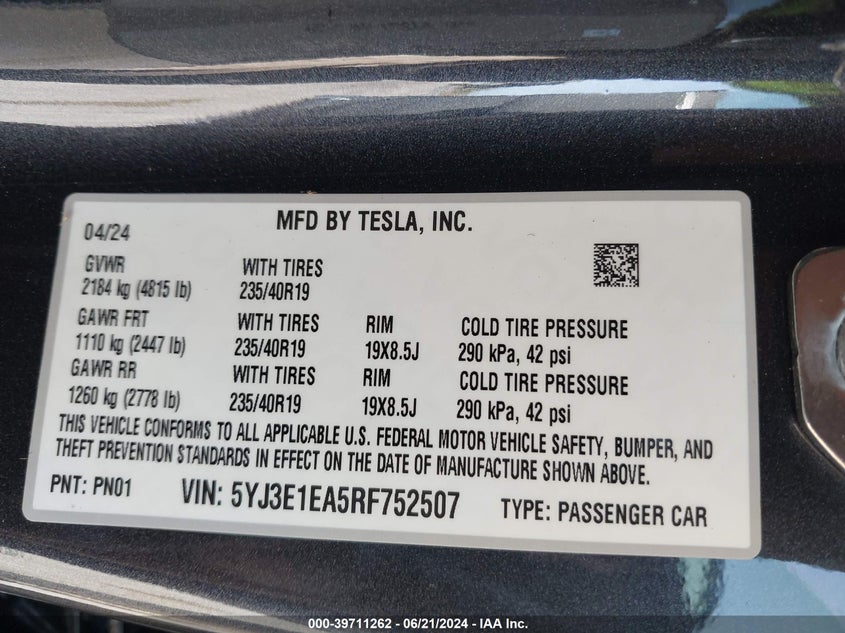 MFD BY TESLA, INC.
04/24
GVWR WITH TIRES
2184 kg (4815 lb) 235/40R19
GAWR FRT WITH TIRES RIM COLD TIRE PRESSURE
1110 kg (2447 lb) 235/40R19 19X8.5J 290 kPa, 42 psi
GAWR RR WITH TIRES RIM COLD TIRE PRESSURE
1260 kg (2778 lb) 235/40R19 19X8.5J 290 kPa, 42 psi
THIS VEHICLE CONFORMS TO ALL APPLICABLE U.S. FEDERAL MOTOR VEHICLE SAFETY, BUMPER, AND
THEFT PREVENTION STANDARDS IN EFFECT ON THE DATE OF MANUFACTURE SHOWN ABOVE.
PNT: PN01 VIN: 5YJ3E1EA5RF752507 TYPE: PASSENGER CAR
000-39711262 - 06/21/2024 - IAA Inc.